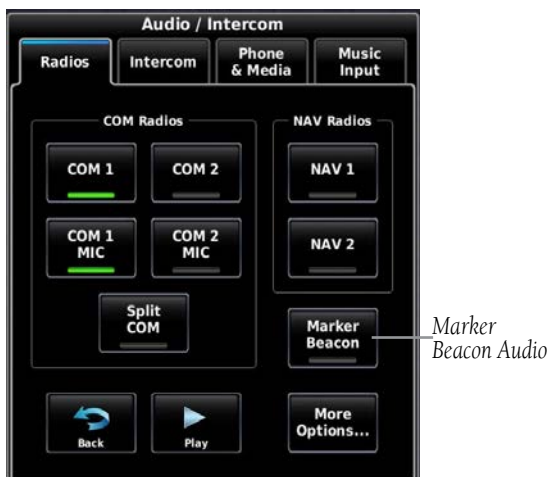 Audio / Intercom
Radios
Intercom
Phone
& Media
Music
Input
COM Radios
COM 1
COM 2
COM 1
MIC
COM 2
MIC
Split
COM
NAV Radios
NAV 1
NAV 2
Marker
Beacon
Marker
Beacon Audio
Back
Play
More
Options...